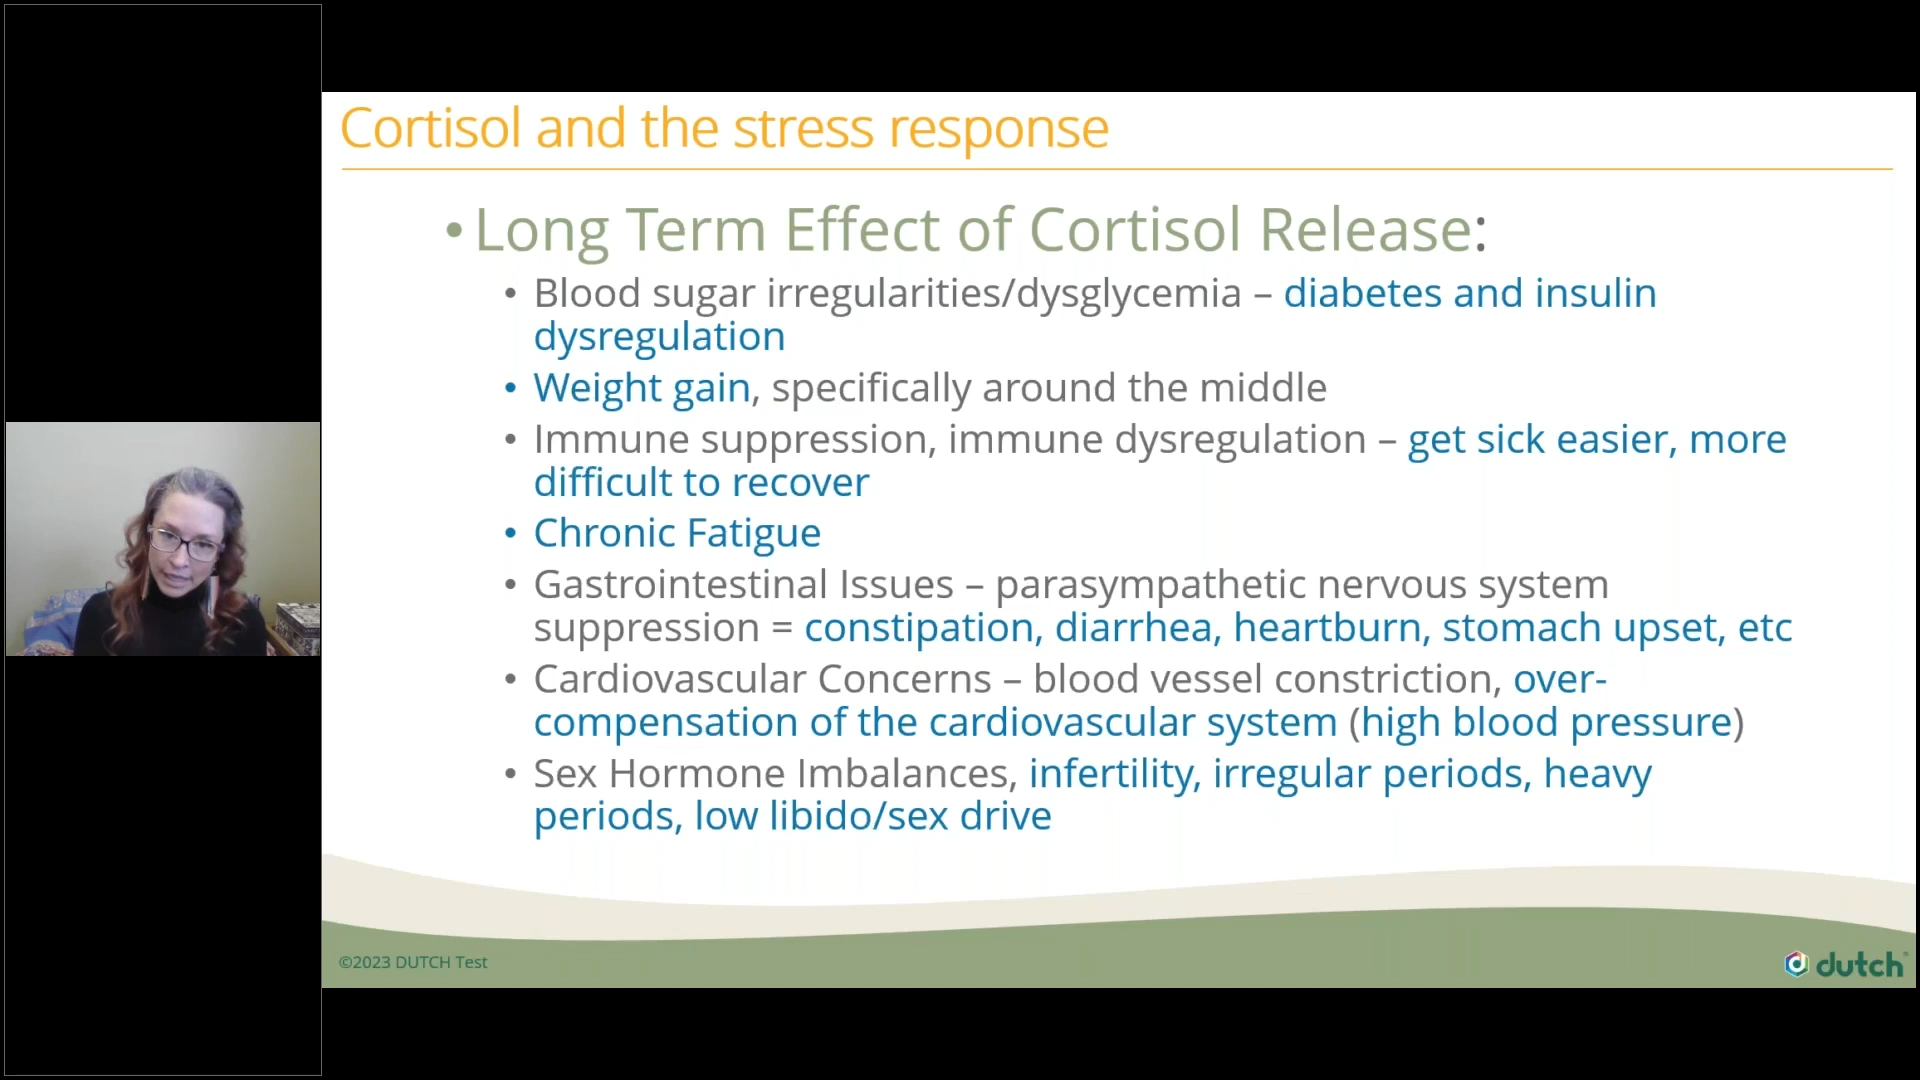 Cortisol and the stress response
• Long Term Effect of Cortisol Release:
• Blood sugar irregularities/dysglycemia – diabetes and insulin
dysregulation
• Weight gain, specifically around the middle
• Immune suppression, immune dysregulation – get sick easier, more
difficult to recover
• Chronic Fatigue
• Gastrointestinal Issues – parasympathetic nervous system
suppression = constipation, diarrhea, heartburn, stomach upset, etc
• Cardiovascular Concerns – blood vessel constriction, over-
compensation of the cardiovascular system (high blood pressure)
• Sex Hormone Imbalances, infertility, irregular periods, heavy
periods, low libido/sex drive
©2023 DUTCH Test
dutch